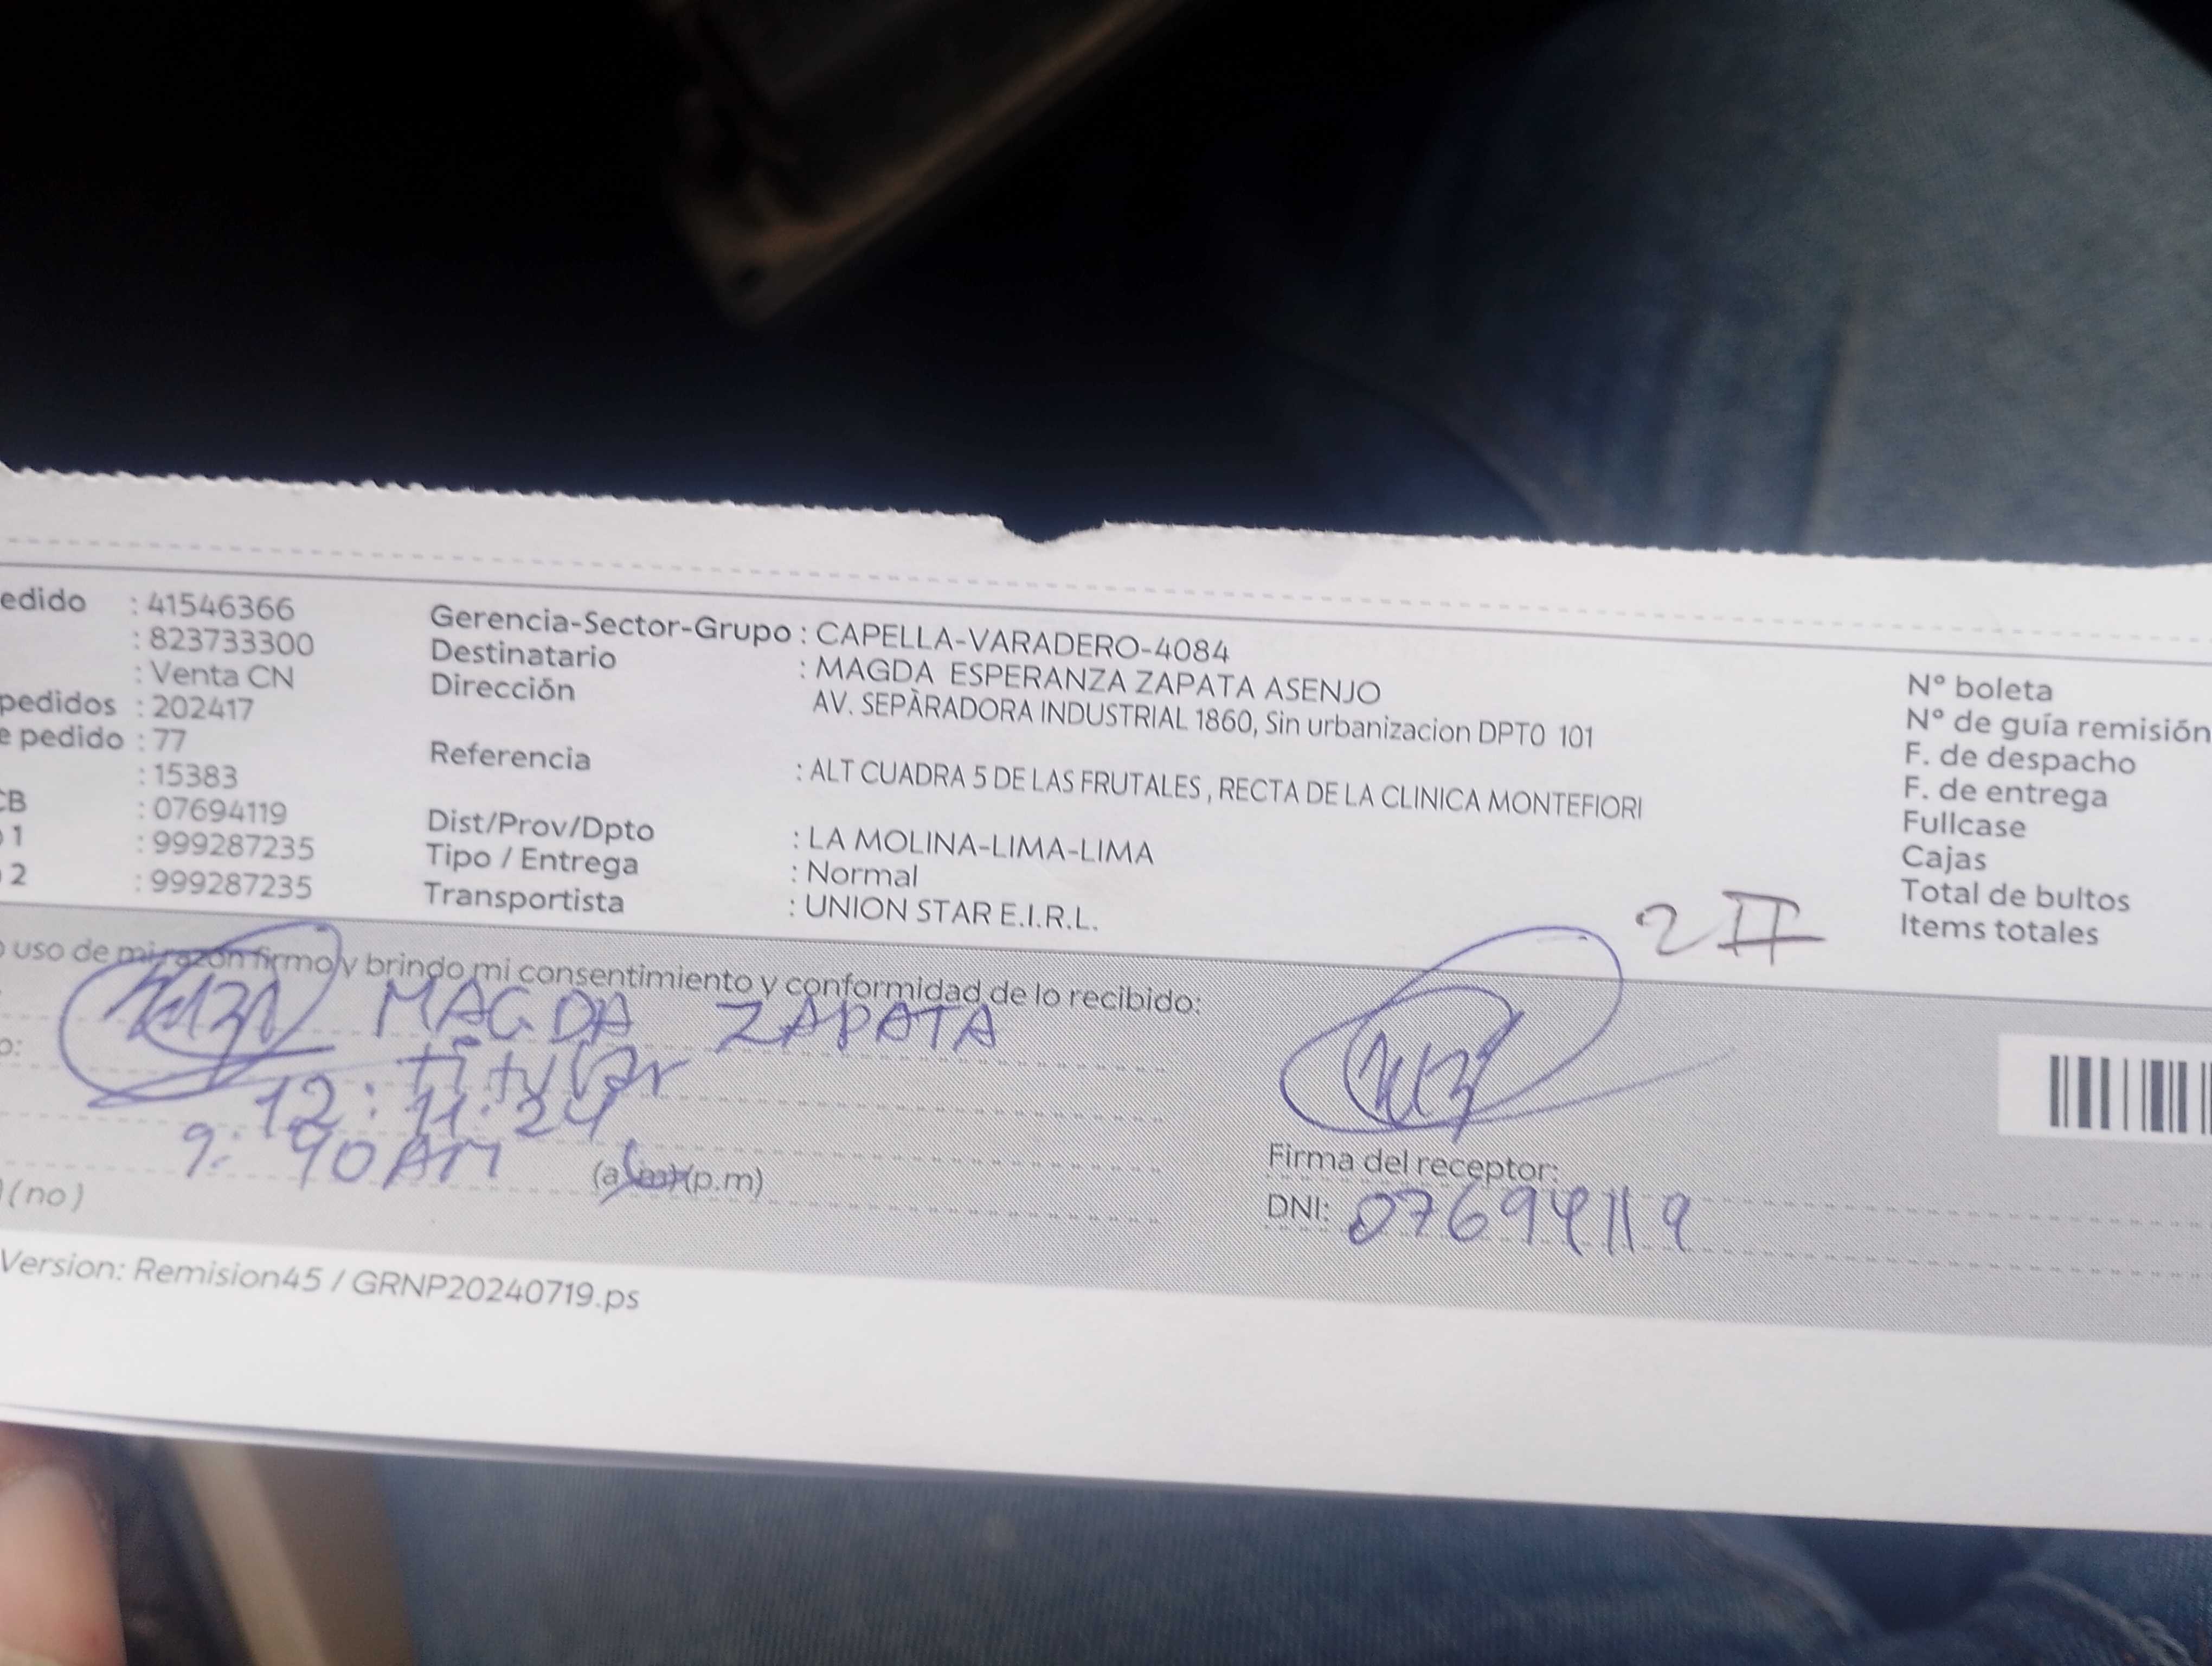 edido : 41546366
: 823733300
: Venta CN
pedidos : 202417
e pedido : 77
: 15383
CB : 07694119
1 : 999287235
2 : 999287235
Gerencia-Sector-Grupo : CAPELLA-VARADERO-4084
Destinatario : MAGDA ESPERANZA ZAPATA ASENJO
Dirección AV. SEPÀRADORA INDUSTRIAL 1860, Sin urbanizacion DPTO 101
Referencia : ALT CUADRA 5 DE LAS FRUTALES , RECTA DE LA CLINICA MONTEFIORI
Dist/Prov/Dpto : LA MOLINA-LIMA-LIMA
Tipo / Entrega : Normal
Transportista : UNION STAR E.I.R.L.
N° boleta
N° de guía remisión
F. de despacho
F. de entrega
Fullcase
Cajas
Total de bultos
Items totales
uso de mi razón firmo y brindo mi consentimiento y conformidad de lo recibido:
MAGDA ZAPATA
o:
titular
12:11.24
9:40 AM (a.m)(p.m)
(no)
Firma del receptor:
DNI: 07694119
Version: Remision45 / GRNP20240719.ps